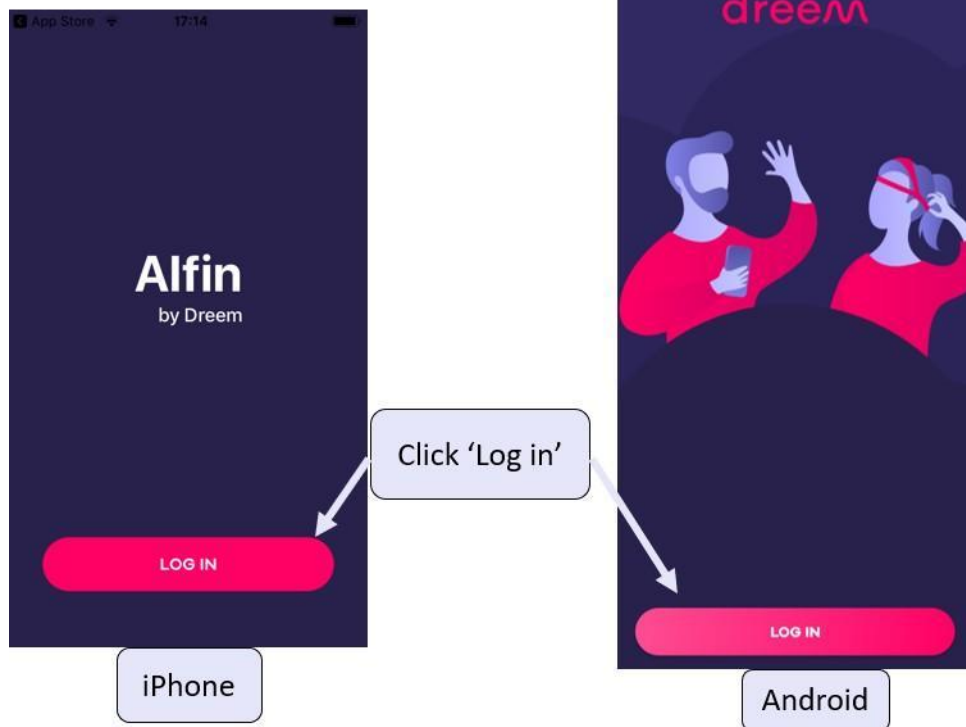 App Store
17:14
Alfin
by Dreem
LOG IN
iPhone
Click ‘Log in’
dreem
LOG IN
Android